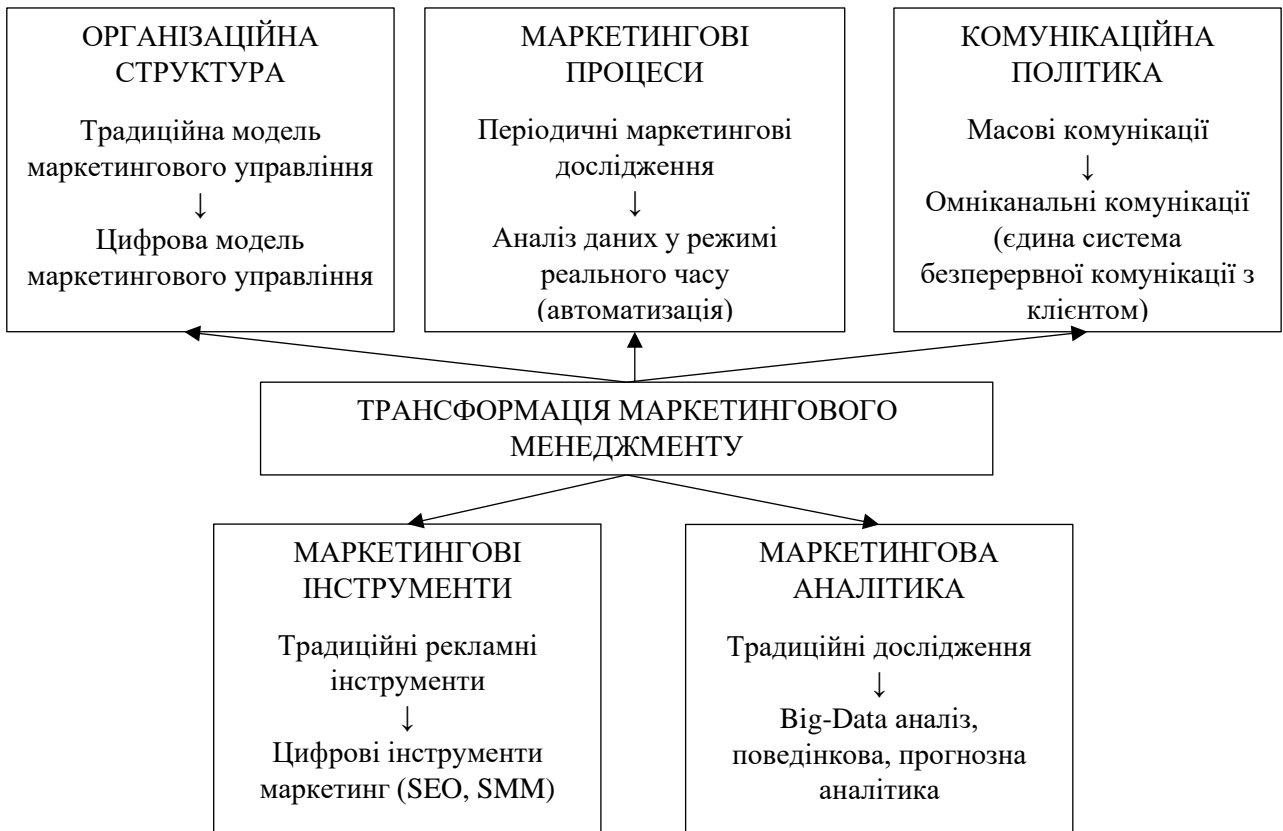 ОРГАНІЗАЦІЙНА
СТРУКТУРА
Традиційна модель
маркетингового управління
↓
Цифрова модель
маркетингового управління
МАРКЕТИНГОВІ
ПРОЦЕСИ
Періодичні маркетингові
дослідження
↓
Аналіз даних у режимі
реального часу
(автоматизація)
КОМУНІКАЦІЙНА
ПОЛІТИКА
Масові комунікації
↓
Омніканальні комунікації
(єдина система
безперервної комунікації з
клієнтом)
ТРАНСФОРМАЦІЯ МАРКЕТИНГОВОГО
МЕНЕДЖМЕНТУ
МАРКЕТИНГОВІ
ІНСТРУМЕНТИ
Традиційні рекламні
інструменти
↓
Цифрові інструменти
маркетинг (SEO, SMM)
МАРКЕТИНГОВА
АНАЛІТИКА
Традиційні дослідження
↓
Big-Data аналіз,
поведінкова, прогнозна
аналітика